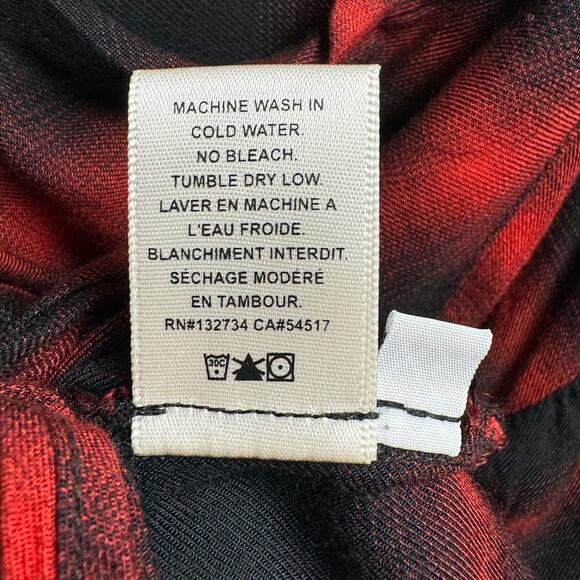 MACHINE WASH IN
COLD WATER.
NO BLEACH.
TUMBLE DRY LOW.
LAVER EN MACHINE A
L'EAU FROIDE.
BLANCHIMENT INTERDIT.
SÉCHAGE MODÉRÉ
EN TAMBOUR.
RN#132734 CA#54517
30C